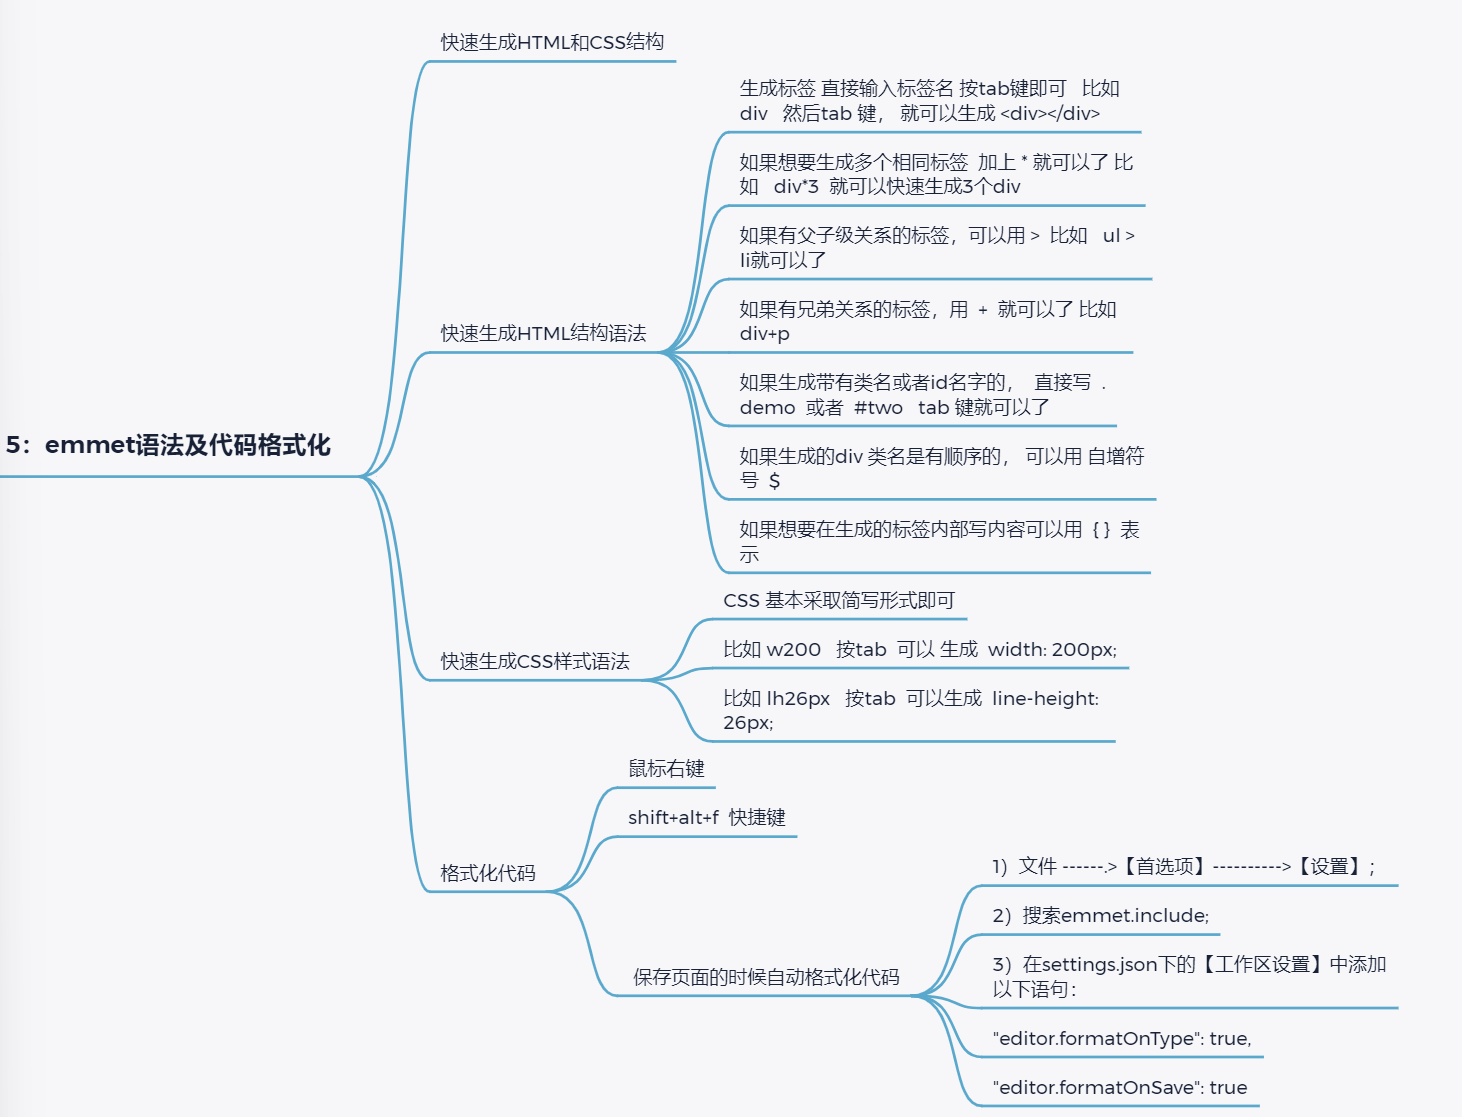 5：emmet语法及代码格式化
快速生成HTML和CSS结构
快速生成HTML结构语法
生成标签 直接输入标签名 按tab键即可 比如
div 然后tab 键， 就可以生成 <div></div>
如果想要生成多个相同标签 加上 * 就可以了 比
如 div*3 就可以快速生成3个div
如果有父子级关系的标签，可以用 > 比如 ul >
li就可以了
如果有兄弟关系的标签，用 + 就可以了 比如
div+p
如果生成带有类名或者id名字的， 直接写 .
demo 或者 #two tab 键就可以了
如果生成的div 类名是有顺序的， 可以用 自增符
号 $
如果想要在生成的标签内部写内容可以用 { } 表
示
快速生成CSS样式语法
CSS 基本采取简写形式即可
比如 w200 按tab 可以 生成 width: 200px;
比如 lh26px 按tab 可以生成 line-height:
26px;
格式化代码
鼠标右键
shift+alt+f 快捷键
保存页面的时候自动格式化代码
1）文件 ------.>【首选项】---------->【设置】;
2）搜索emmet.include;
3）在settings.json下的【工作区设置】中添加
以下语句：
"editor.formatOnType": true,
"editor.formatOnSave": true